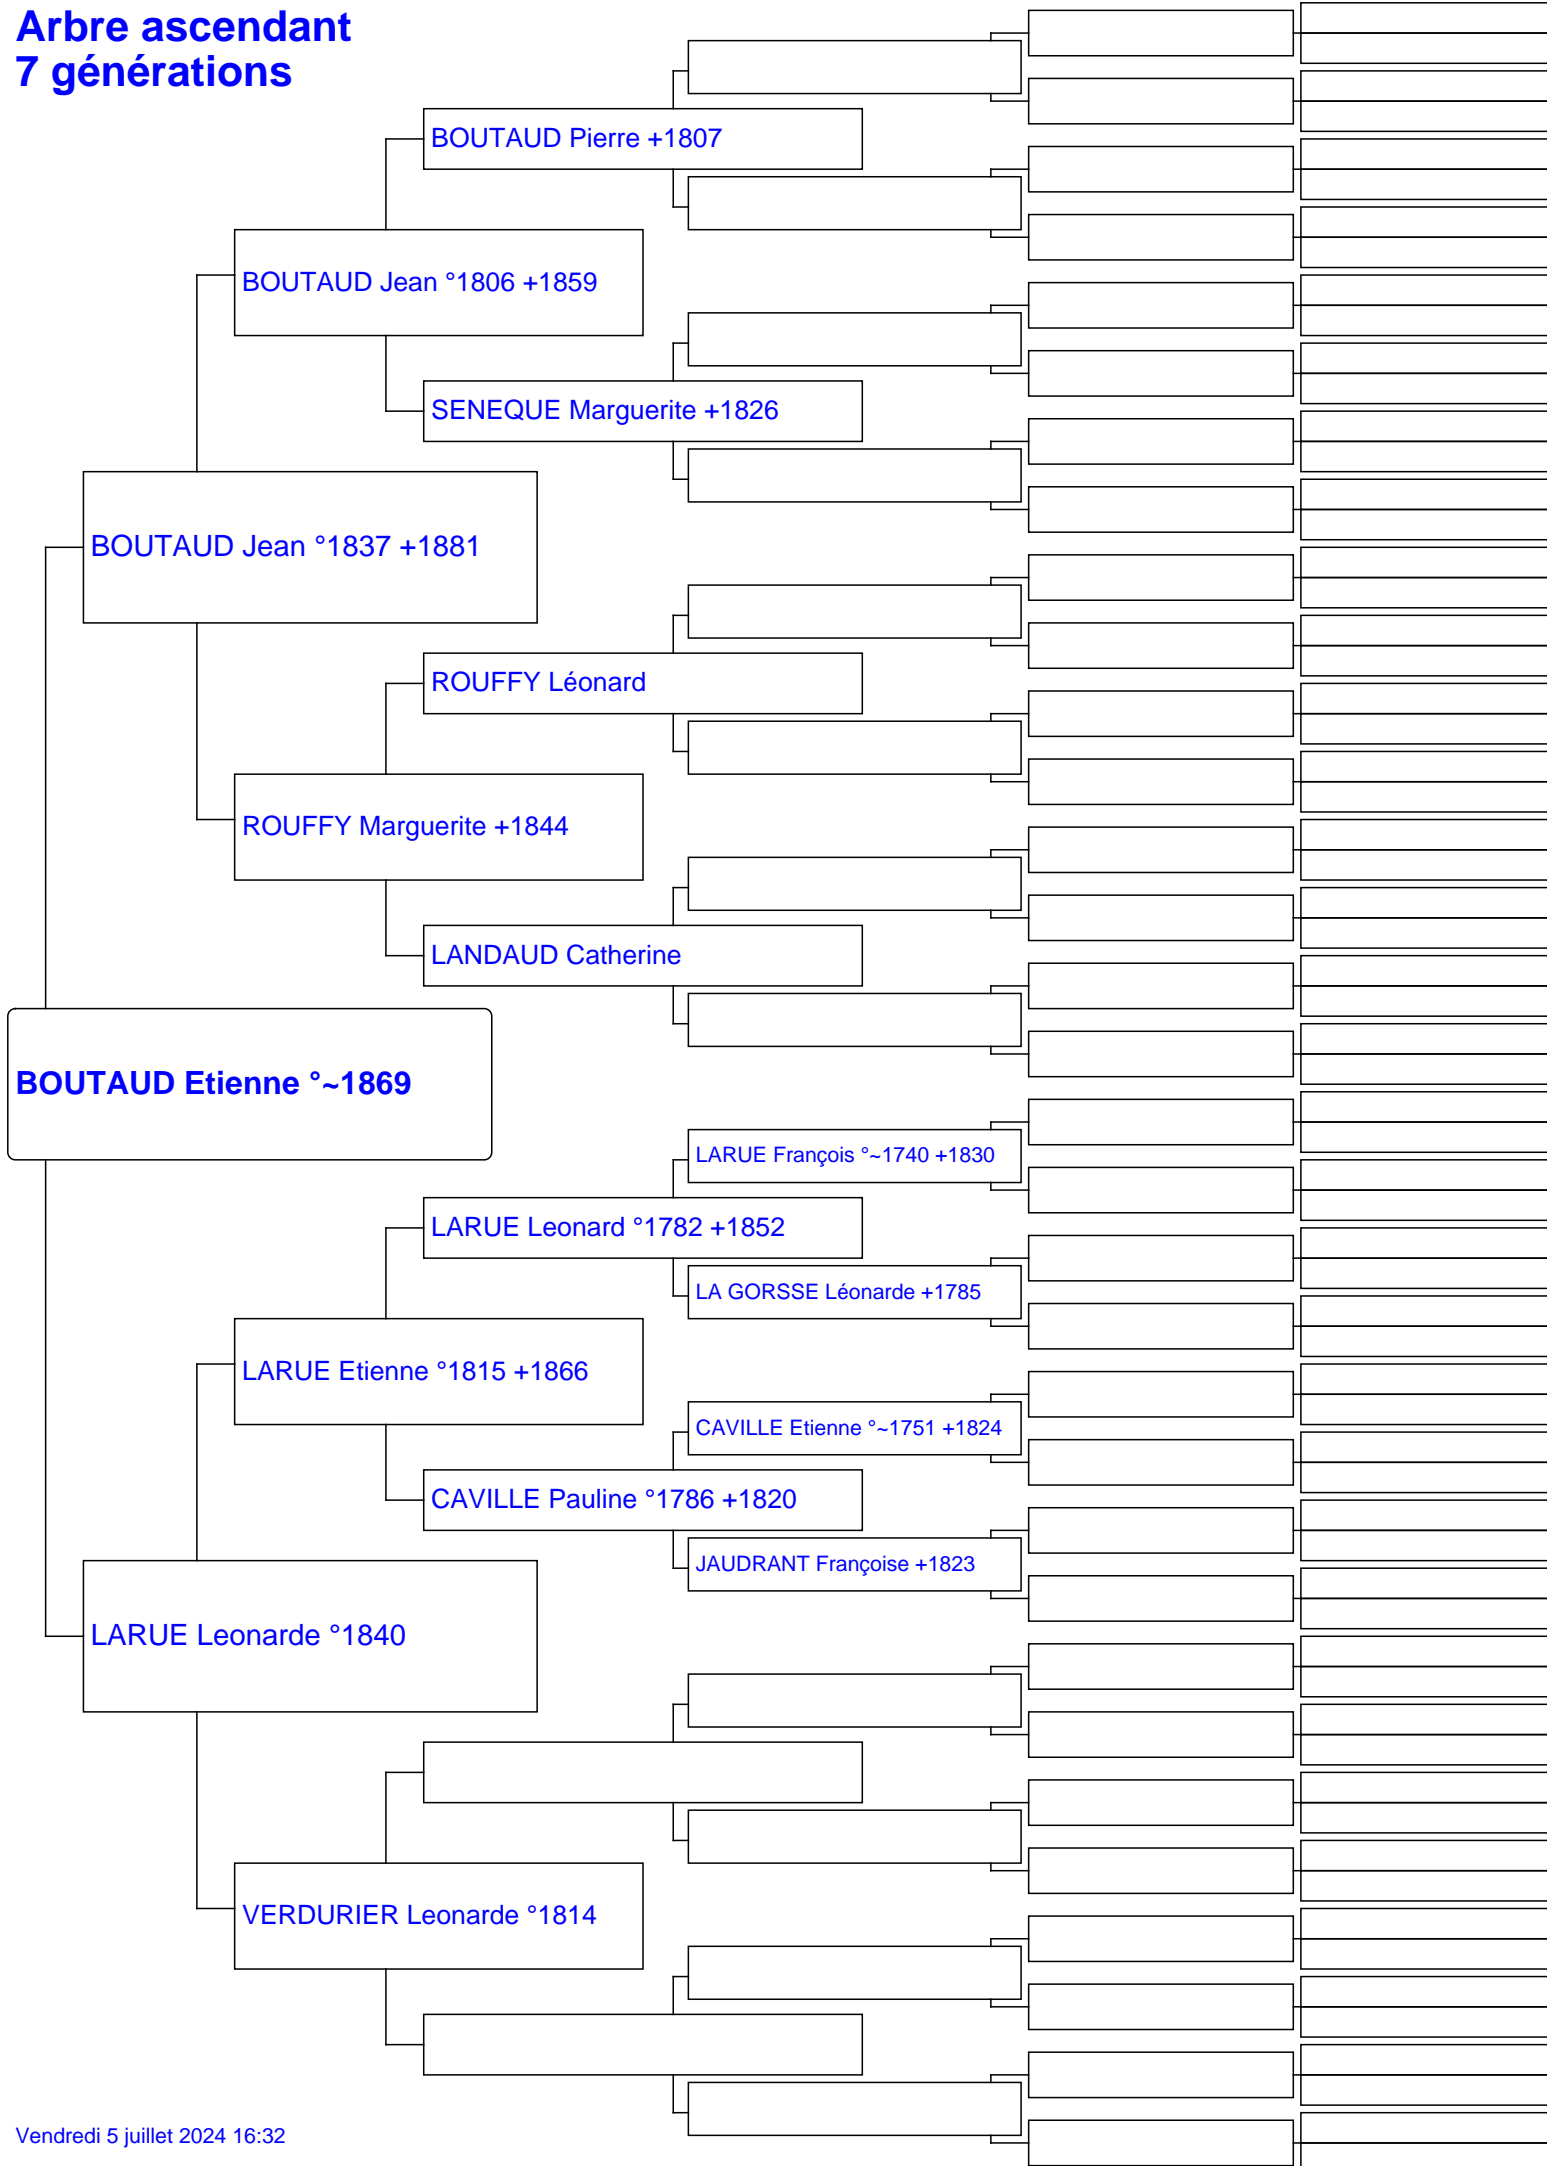 Arbre ascendant
7 générations
BOUTAUD Pierre +1807
BOUTAUD Jean °1806 +1859
SENEQUE Marguerite +1826
BOUTAUD Jean °1837 +1881
ROUFFY Léonard
ROUFFY Marguerite +1844
LANDAUD Catherine
BOUTAUD Etienne °~1869
LARUE François °~1740 +1830
LARUE Leonard °1782 +1852
LA GORSSE Léonarde +1785
LARUE Etienne °1815 +1866
CAVILLE Etienne °~1751 +1824
CAVILLE Pauline °1786 +1820
JAUDRANT Françoise +1823
LARUE Leonarde °1840
VERDURIER Leonarde °1814
Vendredi 5 juillet 2024 16:32